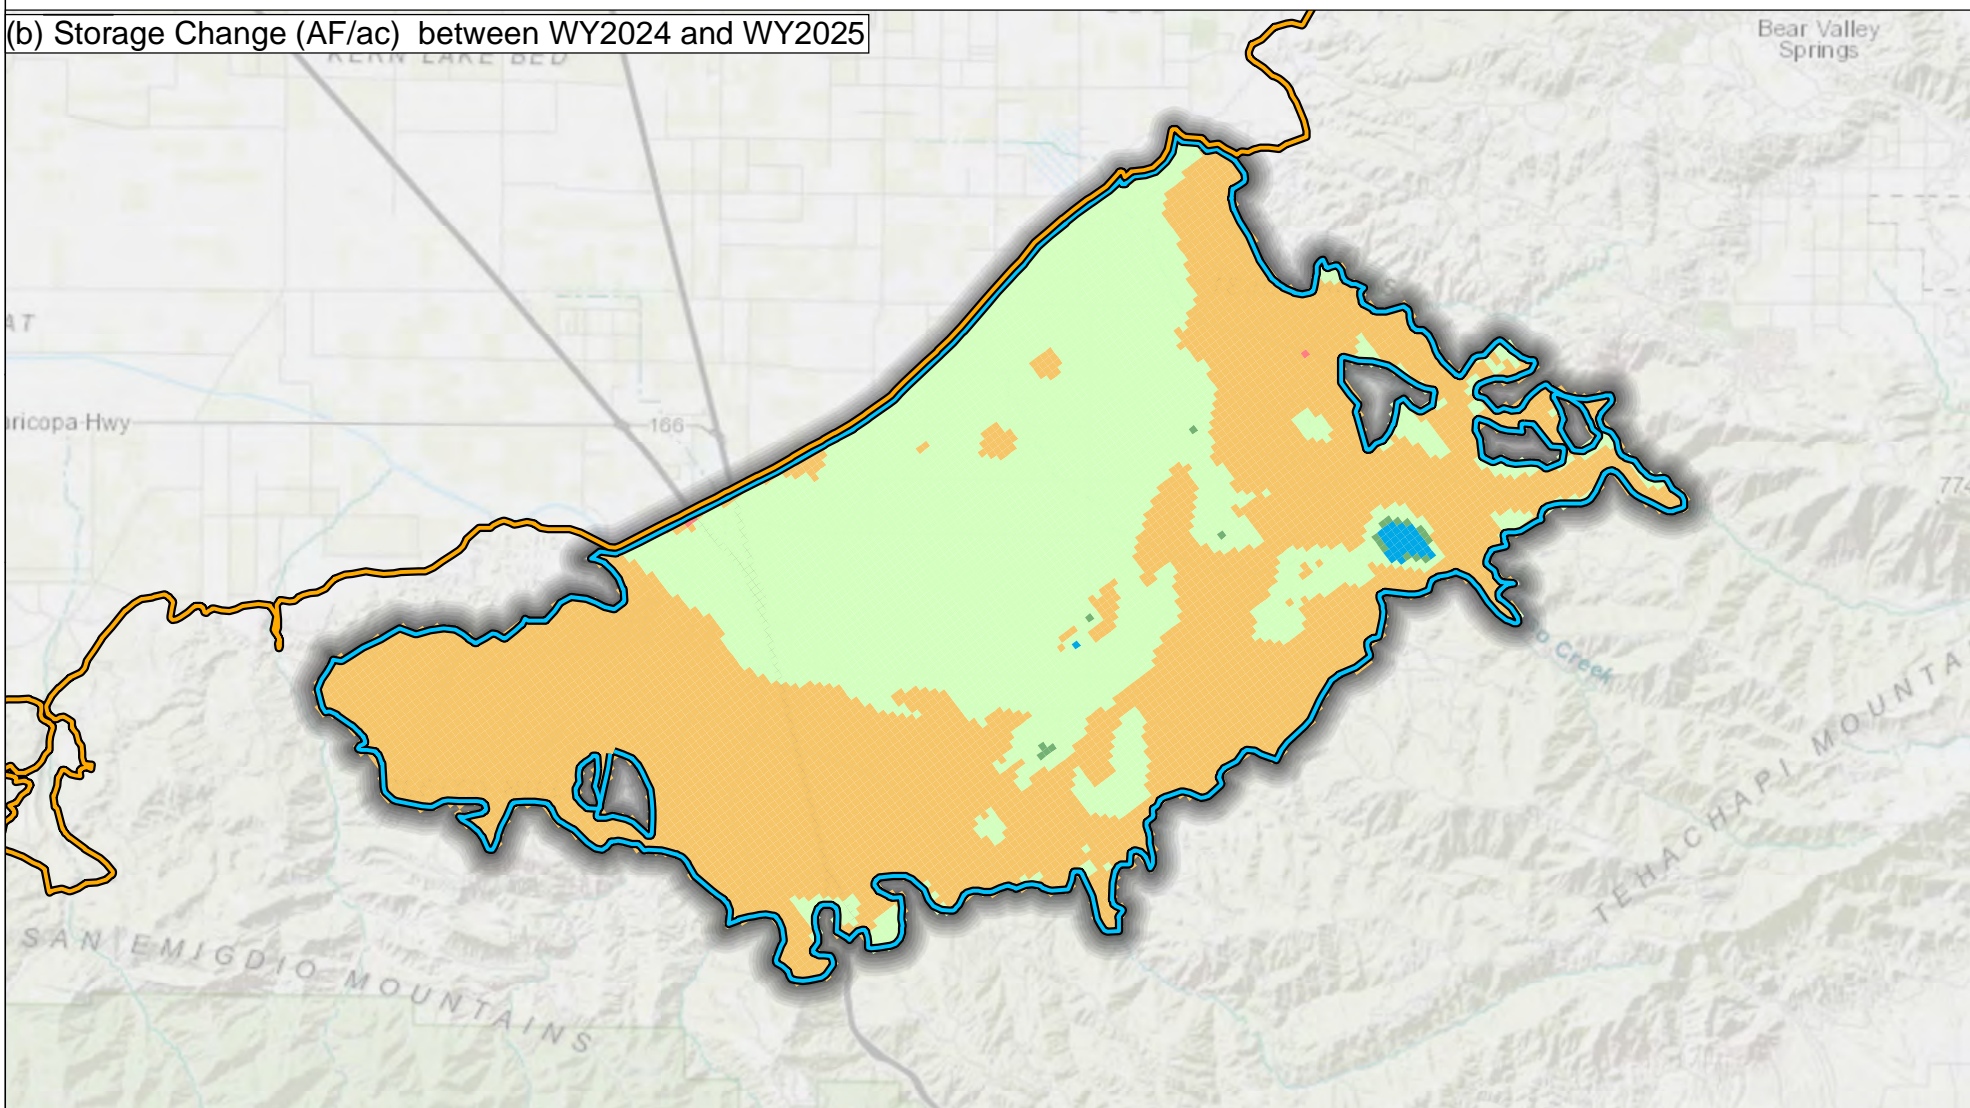 (b) Storage Change (AF/ac)  between WY2024 and WY2025
KERN LAKE BED
Bear Valley
Springs
AT
aricopa Hwy
166
774
o Creek
TEHACHAPI MOUNTA
SAN EMIGDIO MOUNTAINS